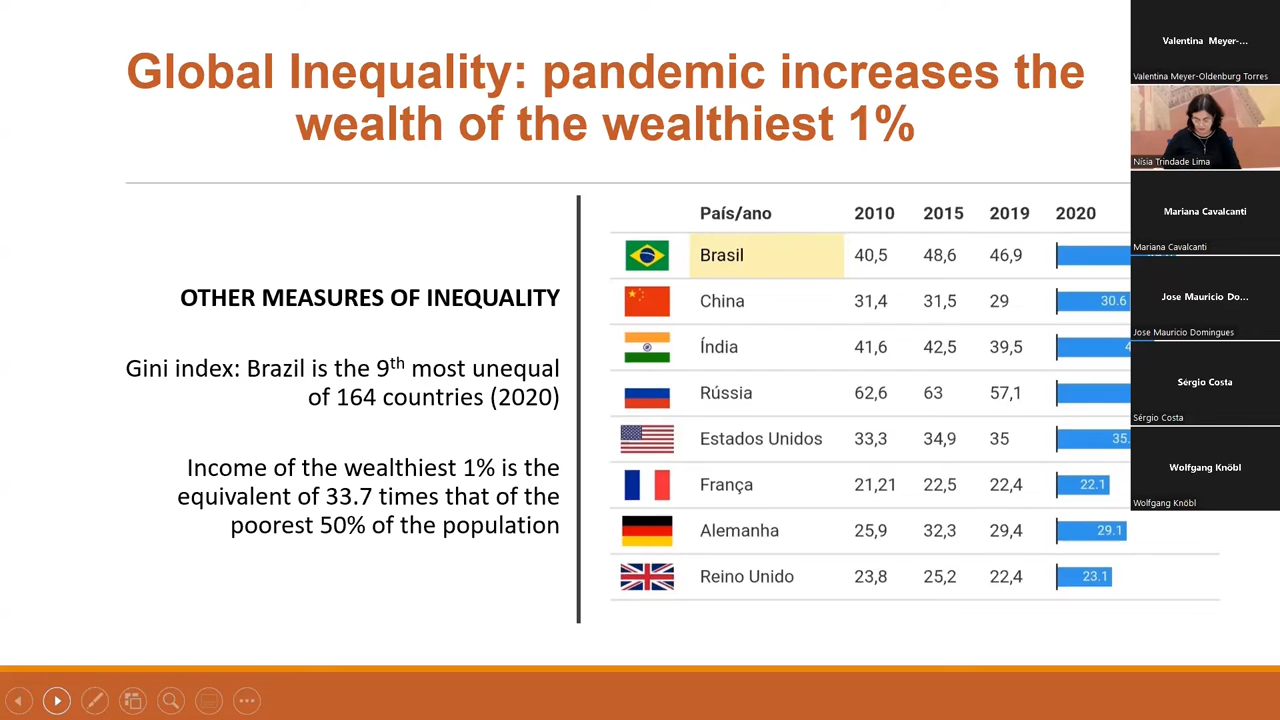 Global Inequality: pandemic increases the
wealth of the wealthiest 1%
OTHER MEASURES OF INEQUALITY
Gini index: Brazil is the 9th most unequal
of 164 countries (2020)
Income of the wealthiest 1% is the
equivalent of 33.7 times that of the
poorest 50% of the population
País/ano 2010 2015 2019 2020
Brasil 40,5 48,6 46,9
China 31,4 31,5 29 30.6
Índia 41,6 42,5 39,5
Rússia 62,6 63 57,1
Estados Unidos 33,3 34,9 35 35.
França 21,21 22,5 22,4 22.1
Alemanha 25,9 32,3 29,4 29.1
Reino Unido 23,8 25,2 22,4 23.1
Valentina Meyer-...
Valentina Meyer-Oldenburg Torres
Nísia Trindade Lima
Mariana Cavalcanti
Mariana Cavalcanti
Jose Mauricio Do...
Jose Mauricio Domingues
Sérgio Costa
Sérgio Costa
Wolfgang Knöbl
Wolfgang Knöbl